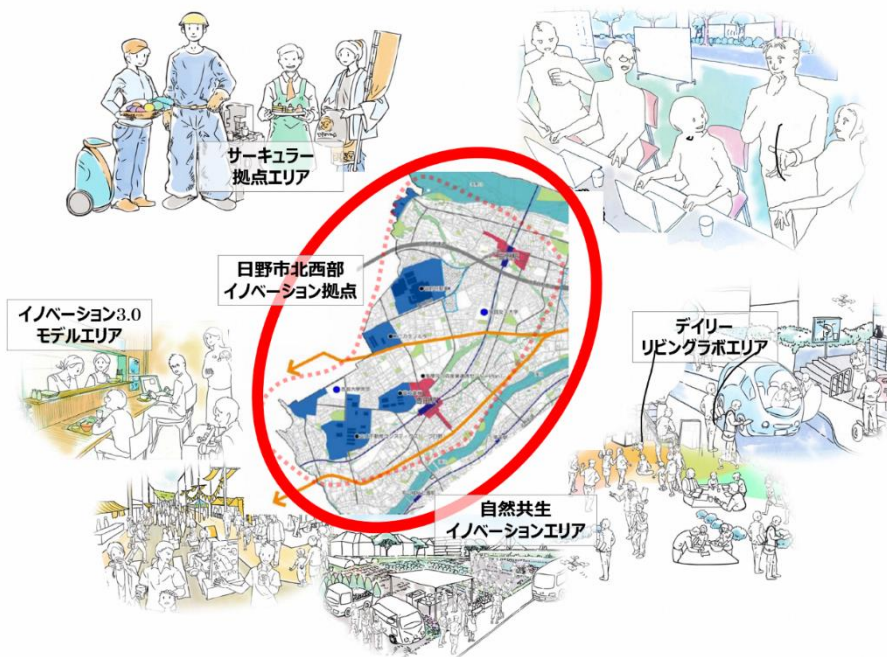 サーキュラー
拠点エリア
日野市北西部
イノベーション拠点
イノベーション3.0
モデルエリア
デイリー
リビングラボエリア
自然共生
イノベーションエリア